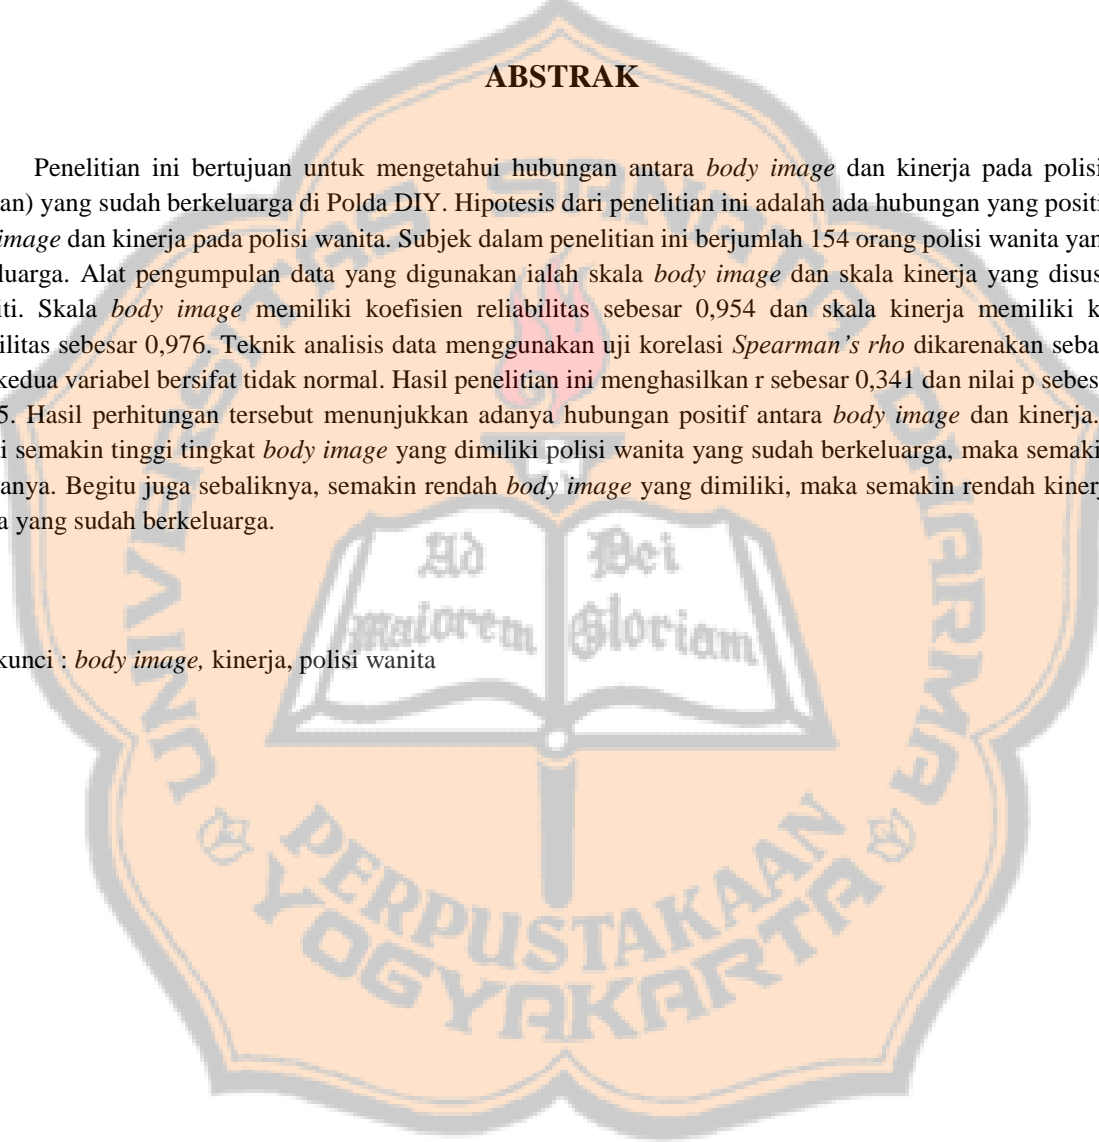 ABSTRAK
Penelitian ini bertujuan untuk mengetahui hubungan antara body image dan kinerja pada polisi
an) yang sudah berkeluarga di Polda DIY. Hipotesis dari penelitian ini adalah ada hubungan yang positi
image dan kinerja pada polisi wanita. Subjek dalam penelitian ini berjumlah 154 orang polisi wanita yan
luarga. Alat pengumpulan data yang digunakan ialah skala body image dan skala kinerja yang disus
iti. Skala body image memiliki koefisien reliabilitas sebesar 0,954 dan skala kinerja memiliki k
ilitas sebesar 0,976. Teknik analisis data menggunakan uji korelasi Spearman’s rho dikarenakan seba
kedua variabel bersifat tidak normal. Hasil penelitian ini menghasilkan r sebesar 0,341 dan nilai p sebes
5. Hasil perhitungan tersebut menunjukkan adanya hubungan positif antara body image dan kinerja.
i semakin tinggi tingkat body image yang dimiliki polisi wanita yang sudah berkeluarga, maka semaki
anya. Begitu juga sebaliknya, semakin rendah body image yang dimiliki, maka semakin rendah kinerj
a yang sudah berkeluarga.
kunci : body image, kinerja, polisi wanita
UNIVERSITAS SANATA DHARMA
Ad maiorem
Dei Gloriam
PERPUSTAKAAN
YOGYAKARTA